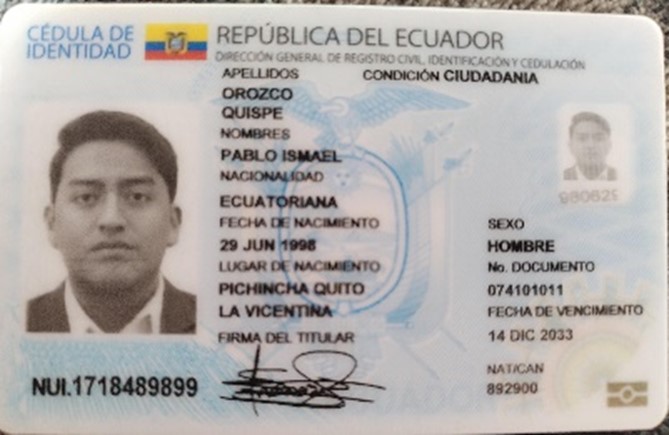 CÉDULA DE
IDENTIDAD
REPÚBLICA DEL ECUADOR
DIRECCIÓN GENERAL DE REGISTRO CIVIL, IDENTIFICACIÓN Y CEDULACIÓN
APELLIDOS
CONDICIÓN CIUDADANIA
OROZCO
QUISPE
NOMBRES
PABLO ISMAEL
NACIONALIDAD
ECUATORIANA
FECHA DE NACIMIENTO
29 JUN 1998
LUGAR DE NACIMIENTO
PICHINCHA QUITO
LA VICENTINA
FIRMA DEL TITULAR
SEXO
HOMBRE
No. DOCUMENTO
074101011
FECHA DE VENCIMIENTO
14 DIC 2033
NAT/CAN
892900
NUI.1718489899